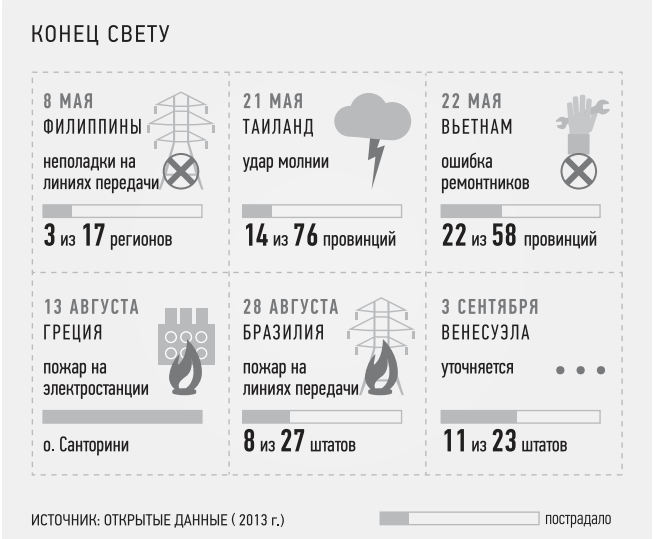 КОНЕЦ СВЕТУ
8 МАЯ
ФИЛИППИНЫ
неполадки на
линиях передачи
3 из 17 регионов
21 МАЯ
ТАИЛАНД
удар молнии
14 из 76 провинций
22 МАЯ
ВЬЕТНАМ
ошибка
ремонтников
22 из 58 провинций
13 АВГУСТА
ГРЕЦИЯ
пожар на
электростанции
о. Санторини
28 АВГУСТА
БРАЗИЛИЯ
пожар на
линиях передачи
8 из 27 штатов
3 СЕНТЯБРЯ
ВЕНЕСУЭЛА
уточняется
11 из 23 штатов
ИСТОЧНИК: ОТКРЫТЫЕ ДАННЫЕ ( 2013 г.)
пострадало